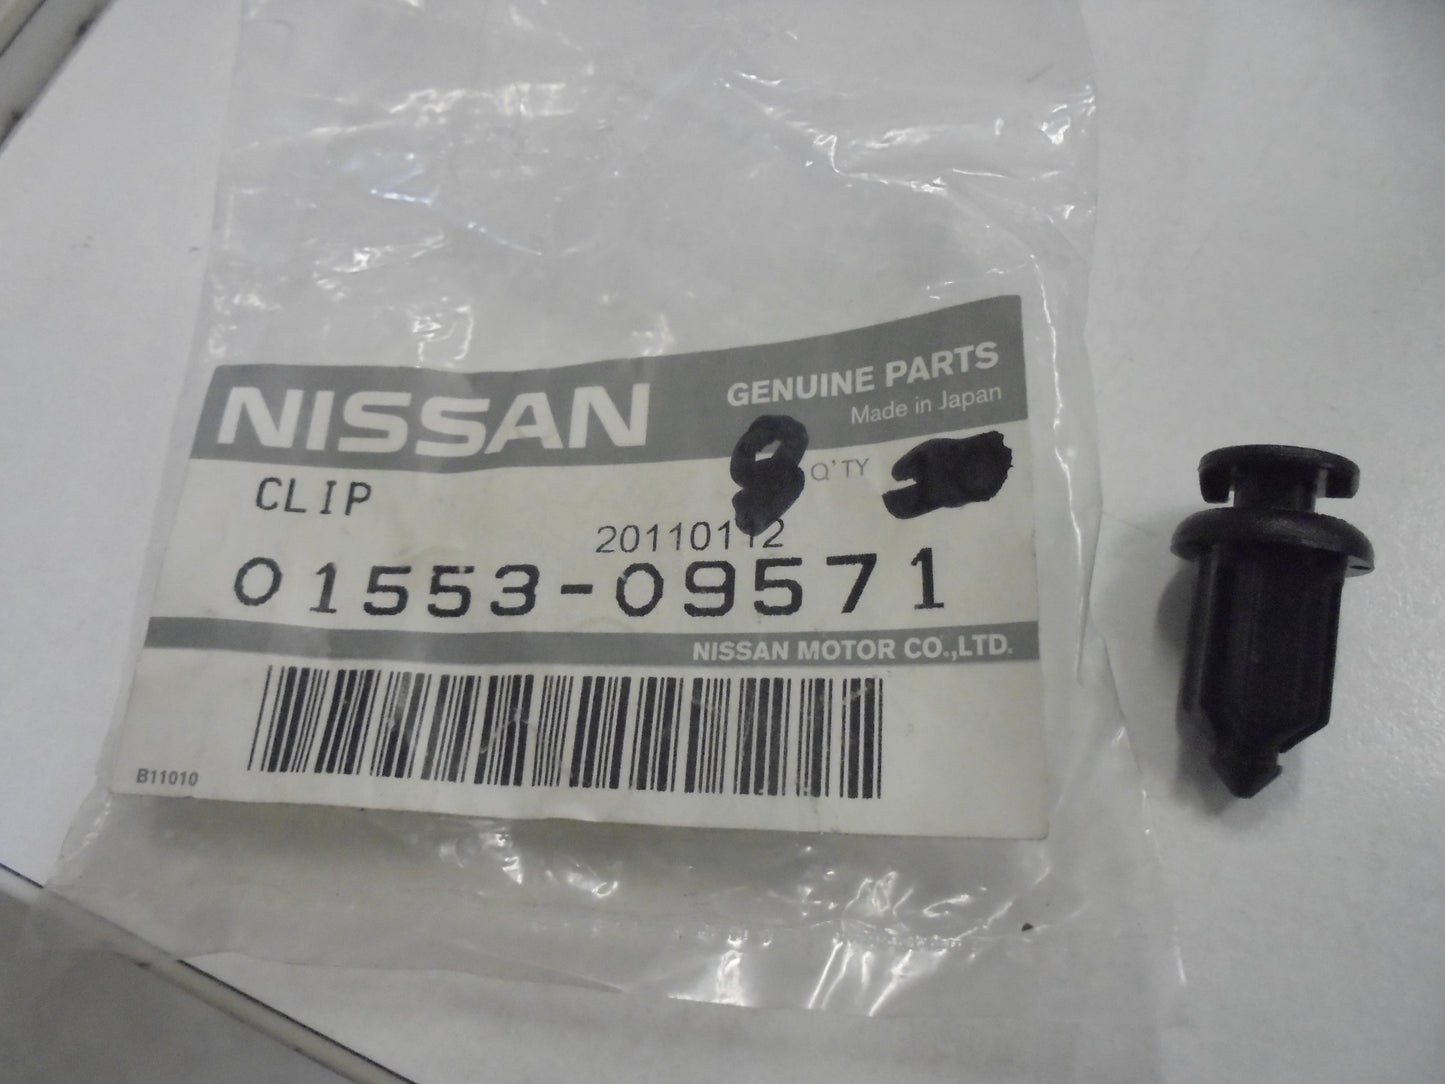 NISSAN
GENUINE PARTS
Made in Japan
CLIP
Q'TY
20110112
01553-09571
NISSAN MOTOR CO.,LTD.
B11010